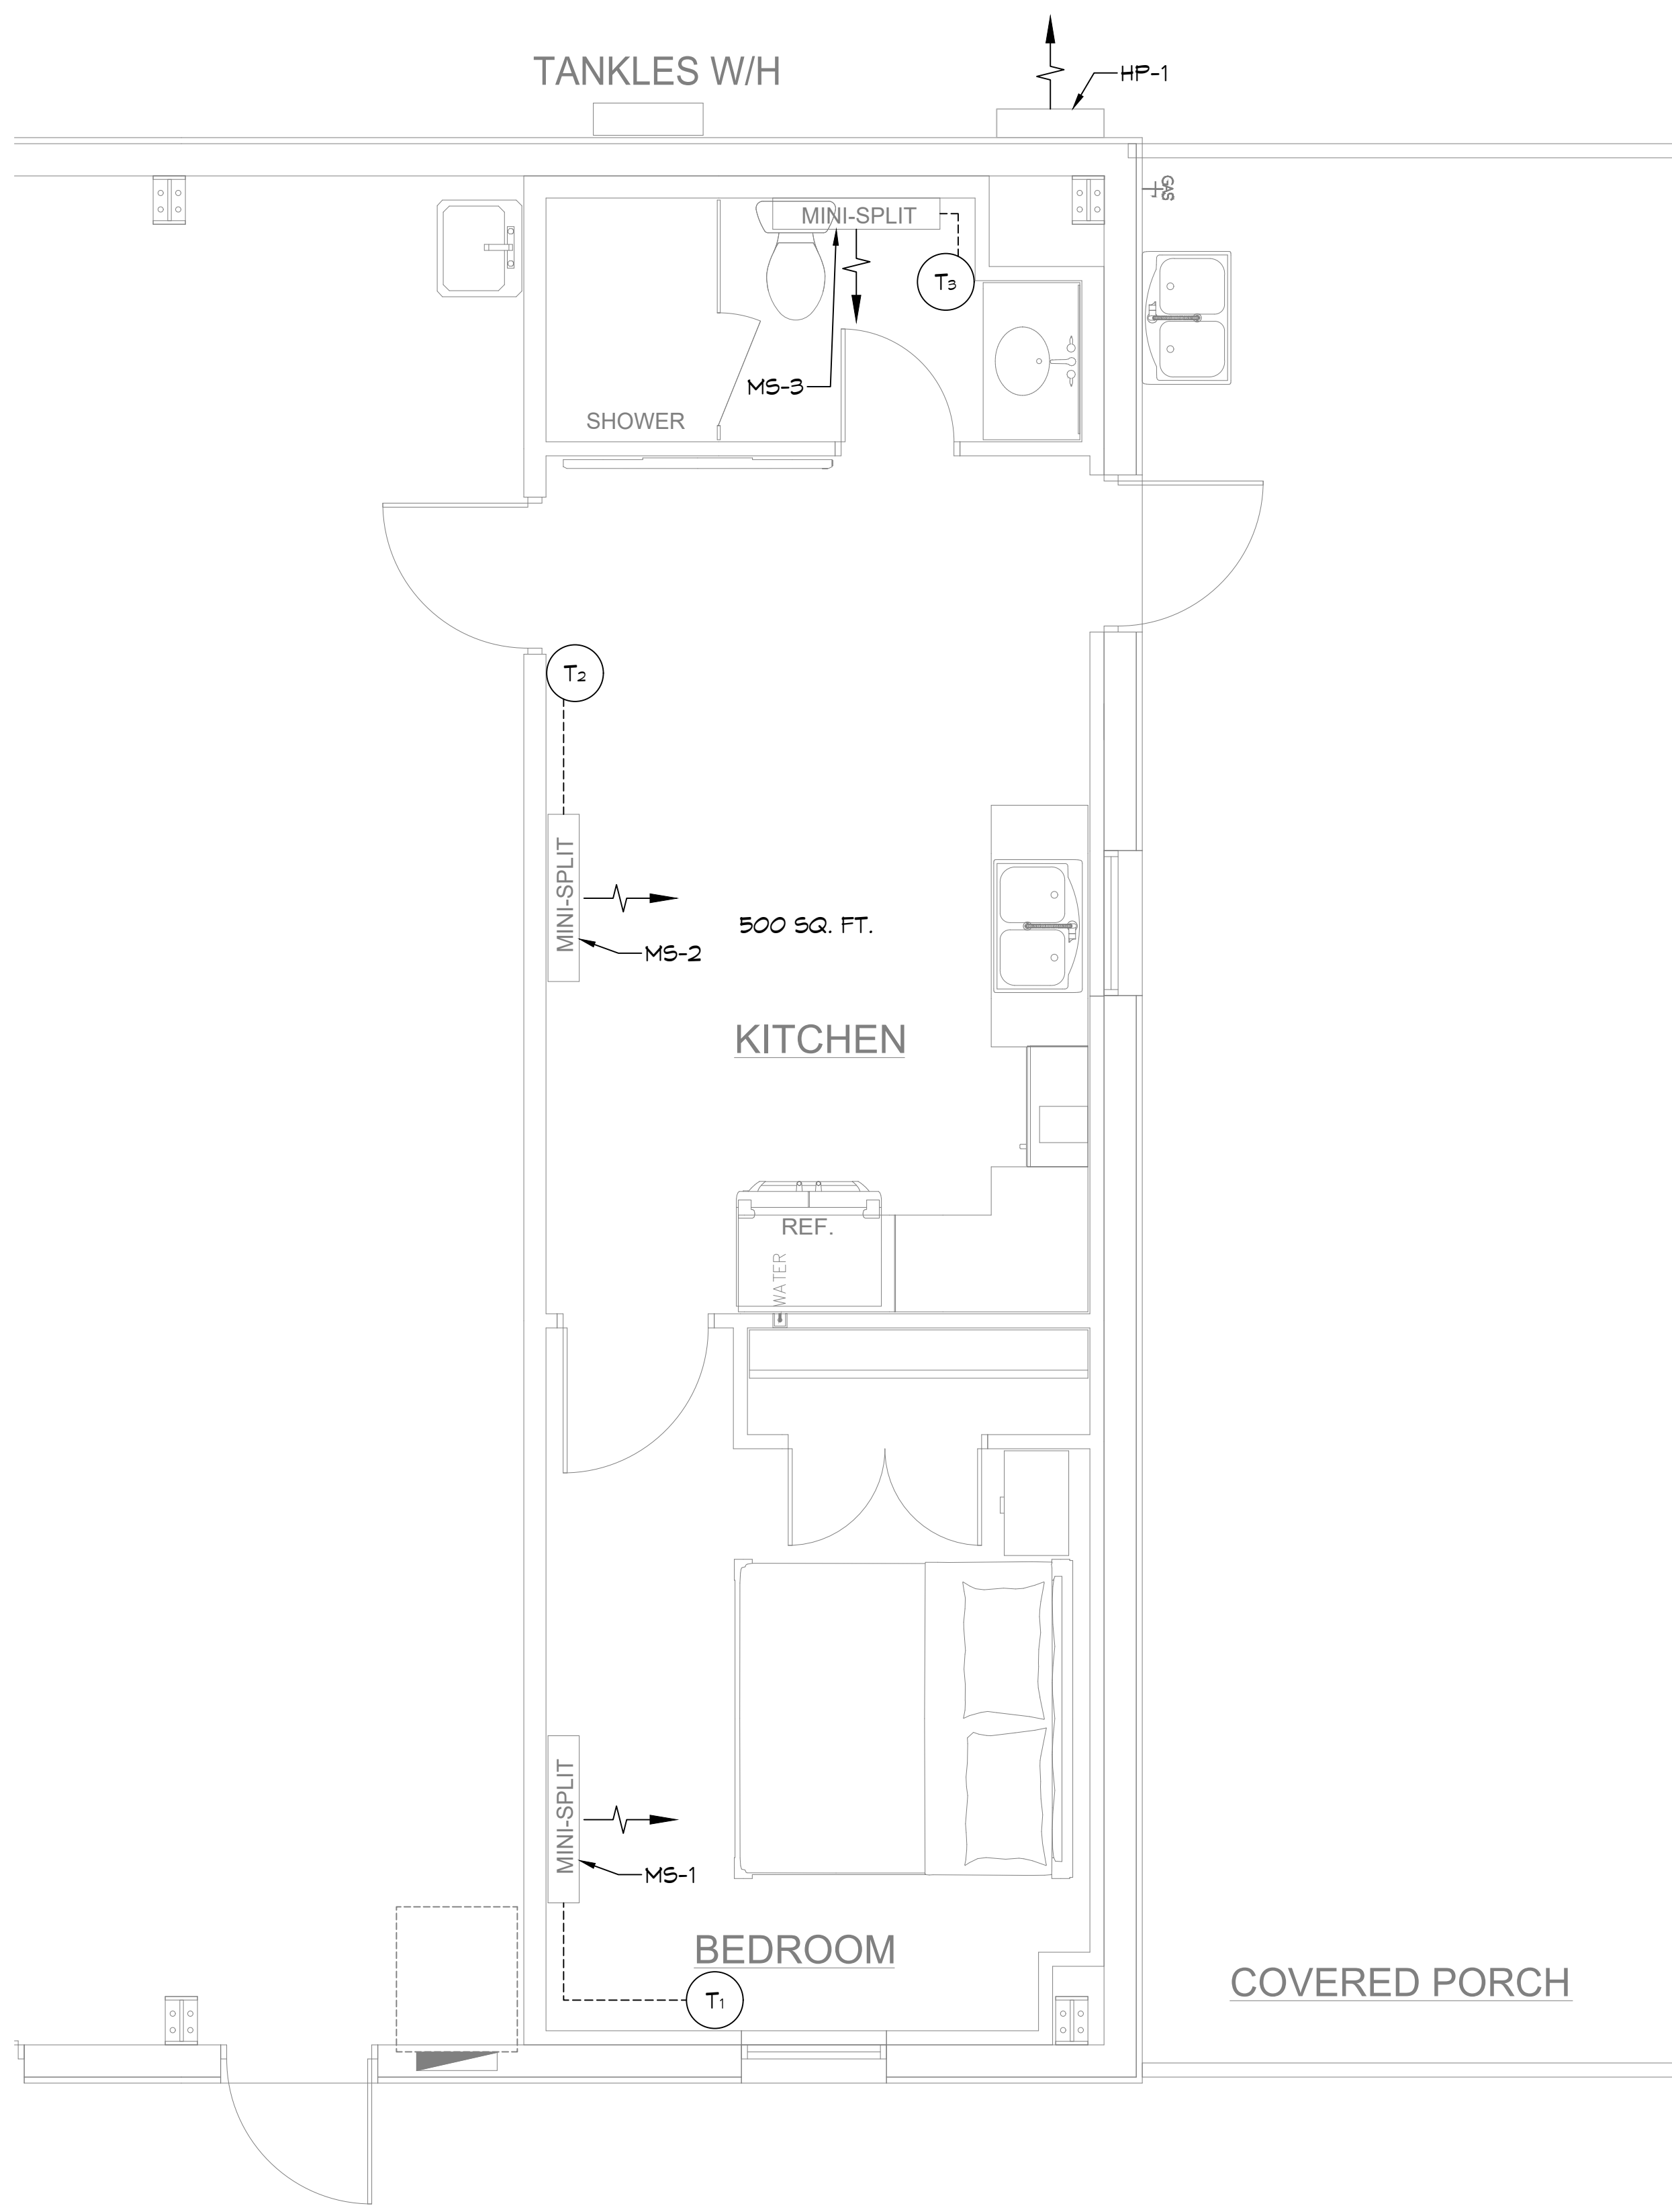 TANKLES W/H
HP-1
GAS
MINI-SPLIT
T3
MS-3
SHOWER
T2
MINI-SPLIT
500 SQ. FT.
MS-2
KITCHEN
REF.
WATER
MINI-SPLIT
MS-1
BEDROOM
T1
COVERED PORCH